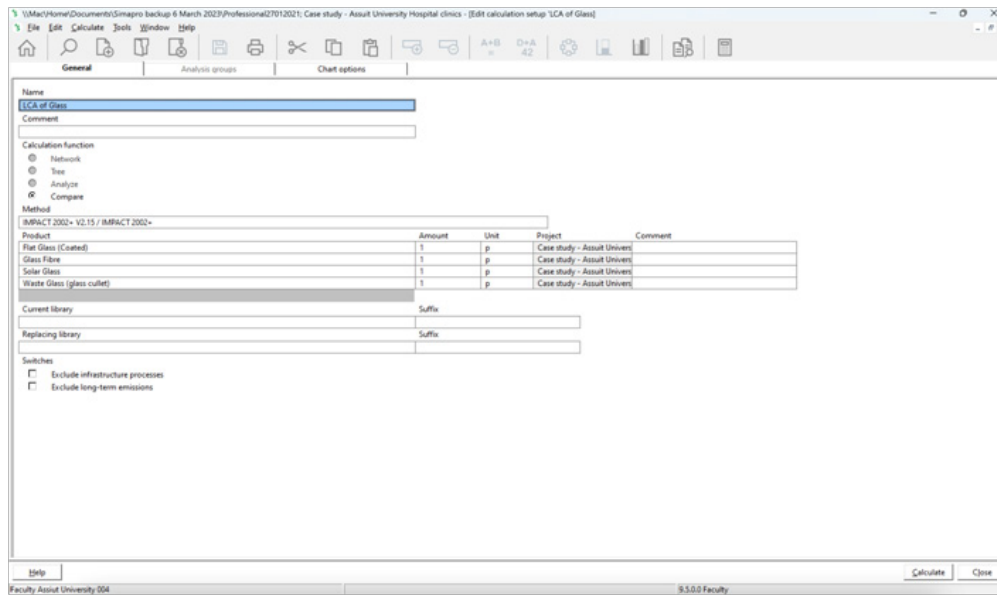 \\Mac\Home\Documents\Simapro backup 6 March 2023\Professional27012021; Case study - Assuit University Hospital clinics - [Edit calculation setup 'LCA of Glass]
File Edit Calculate Tools Window Help
A+B
n
D+A
42
General Analysis groups Chart options
Name
LCA of Glass
Comment
Calculation function
Network
Tree
Analyze
Compare
Method
IMPACT 2002+ V2.15 / IMPACT 2002+
Product Amount Unit Project Comment
Flat Glass (Coated) 1 p Case study - Assuit Univers
Glass Fibre 1 p Case study - Assuit Univers
Solar Glass 1 p Case study - Assuit Univers
Waste Glass (glass cullet) 1 p Case study - Assuit Univers
Current library Suffix
Replacing library Suffix
Switches
Exclude infrastructure processes
Exclude long-term emissions
Help Calculate Close
Faculty Assiut University 004 9.5.0.0 Faculty